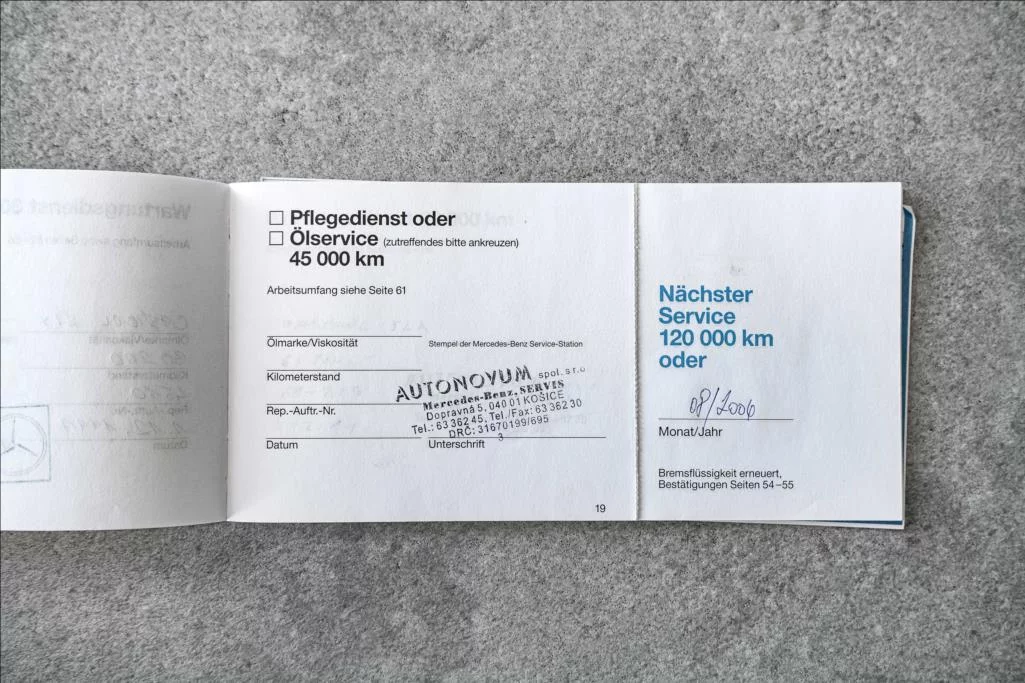 ☐ Pflegedienst oder
☐ Ölservice (zutreffendes bitte ankreuzen)
45 000 km
Arbeitsumfang siehe Seite 61
Ölmarke/Viskosität
Stempel der Mercedes-Benz Service-Station
Kilometerstand
Rep.-Auftr.-Nr.
Datum
Unterschrift
AUTONOVUM spol. s r.o
Mercedes-Benz, SERVIS
Dopravná 5, 040 01 KOŠICE
Tel.: 63 362 45, Tel./Fax: 63 362 30
DRČ: 31670199/695
3
19
Nächster
Service
120 000 km
oder
08/2006
Monat/Jahr
Bremsflüssigkeit erneuert,
Bestätigungen Seiten 54–55